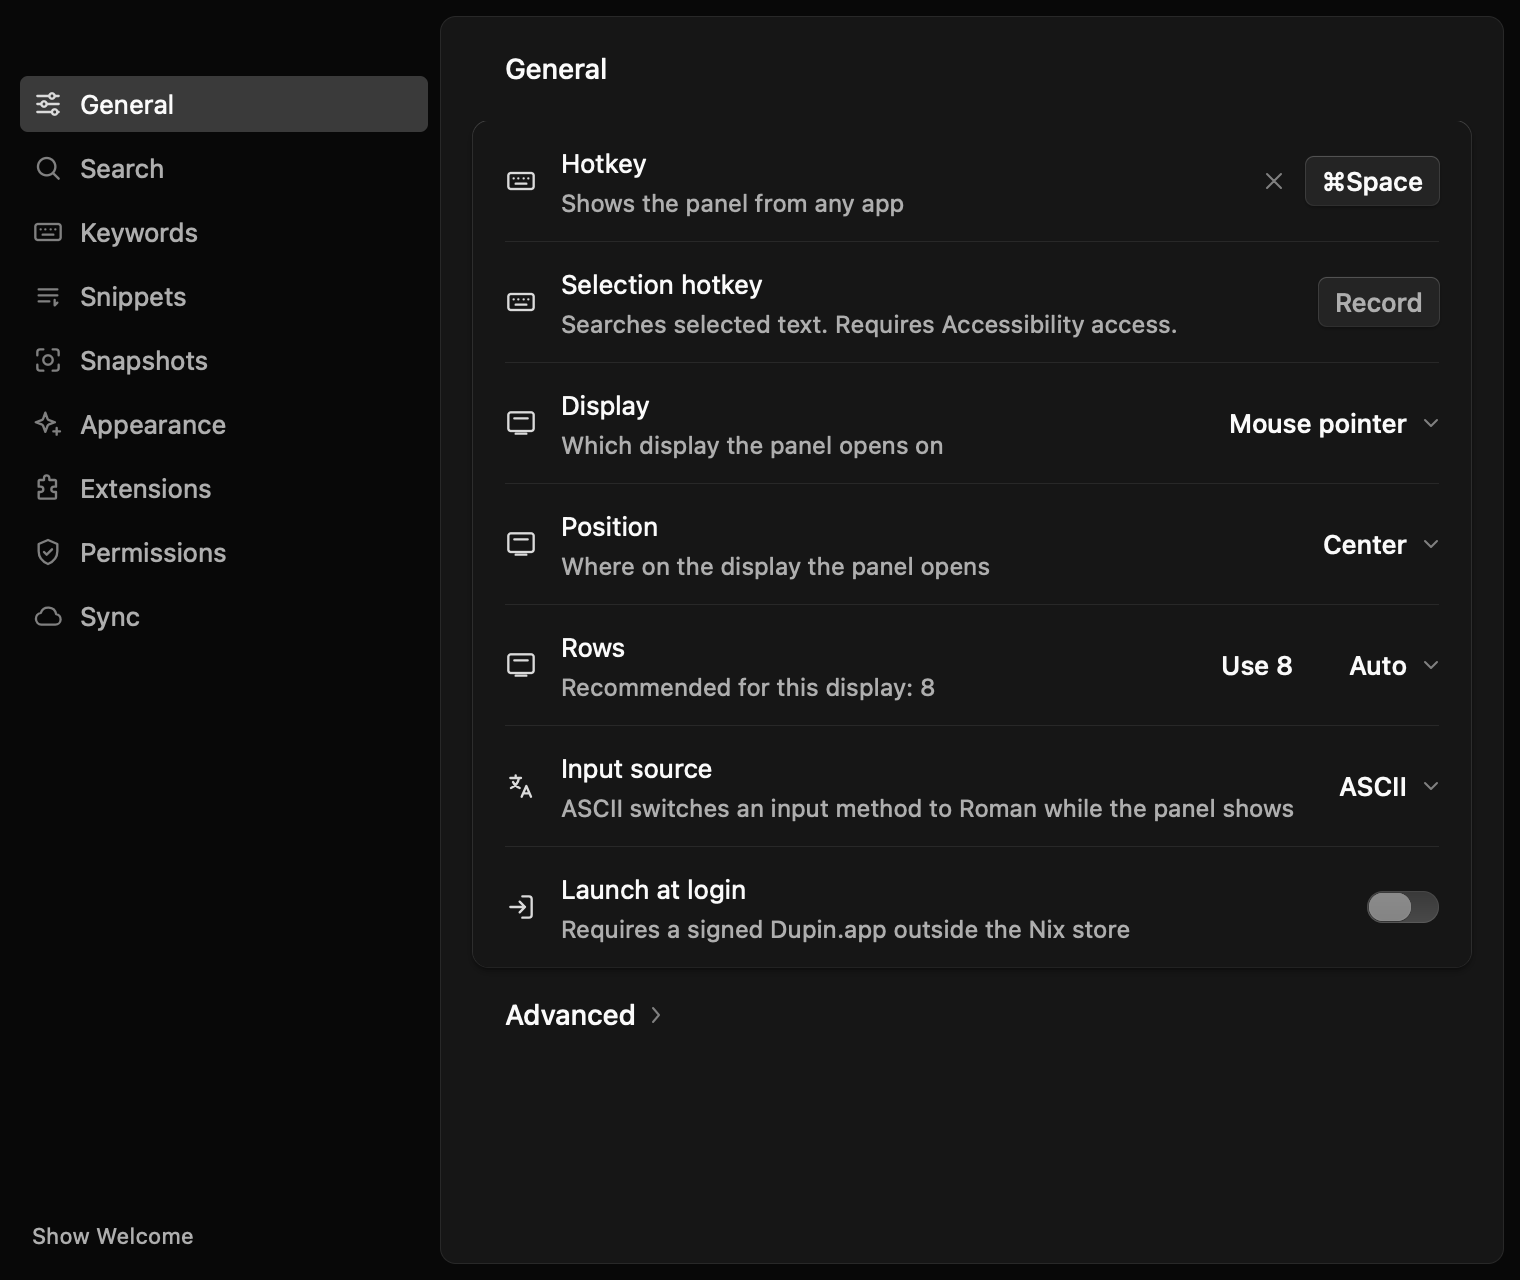 General
Search
Keywords
Snippets
Snapshots
Appearance
Extensions
Permissions
Sync
Show Welcome
General
Hotkey
Shows the panel from any app
⌘Space
Selection hotkey
Searches selected text. Requires Accessibility access.
Record
Display
Which display the panel opens on
Mouse pointer
Position
Where on the display the panel opens
Center
Rows
Recommended for this display: 8
Use 8
Auto
Input source
ASCII switches an input method to Roman while the panel shows
ASCII
Launch at login
Requires a signed Dupin.app outside the Nix store
Advanced